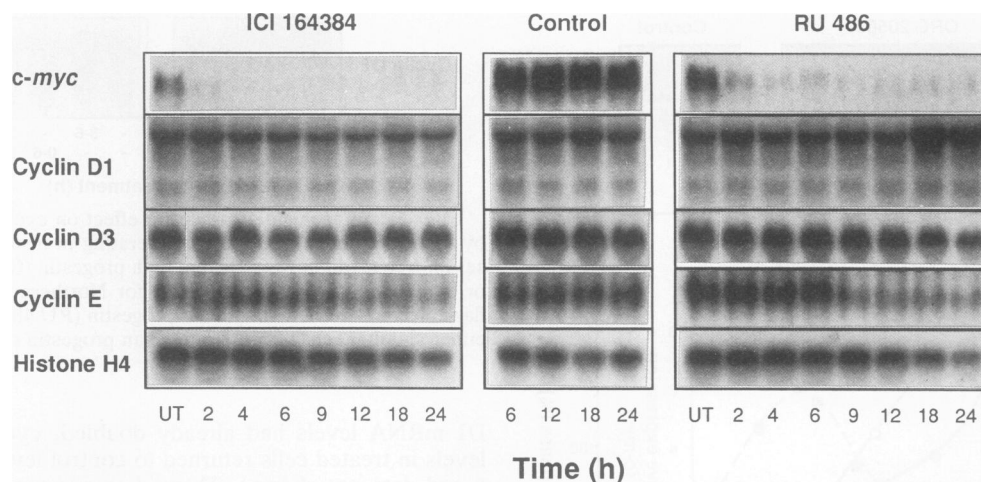 ICI 164384 Control RU 486
c-myc
Cyclin D1
Cyclin D3
Cyclin E
Histone H4
UT 2 4 6 9 12 18 24 6 12 18 24 UT 2 4 6 9 12 18 24
Time (h)